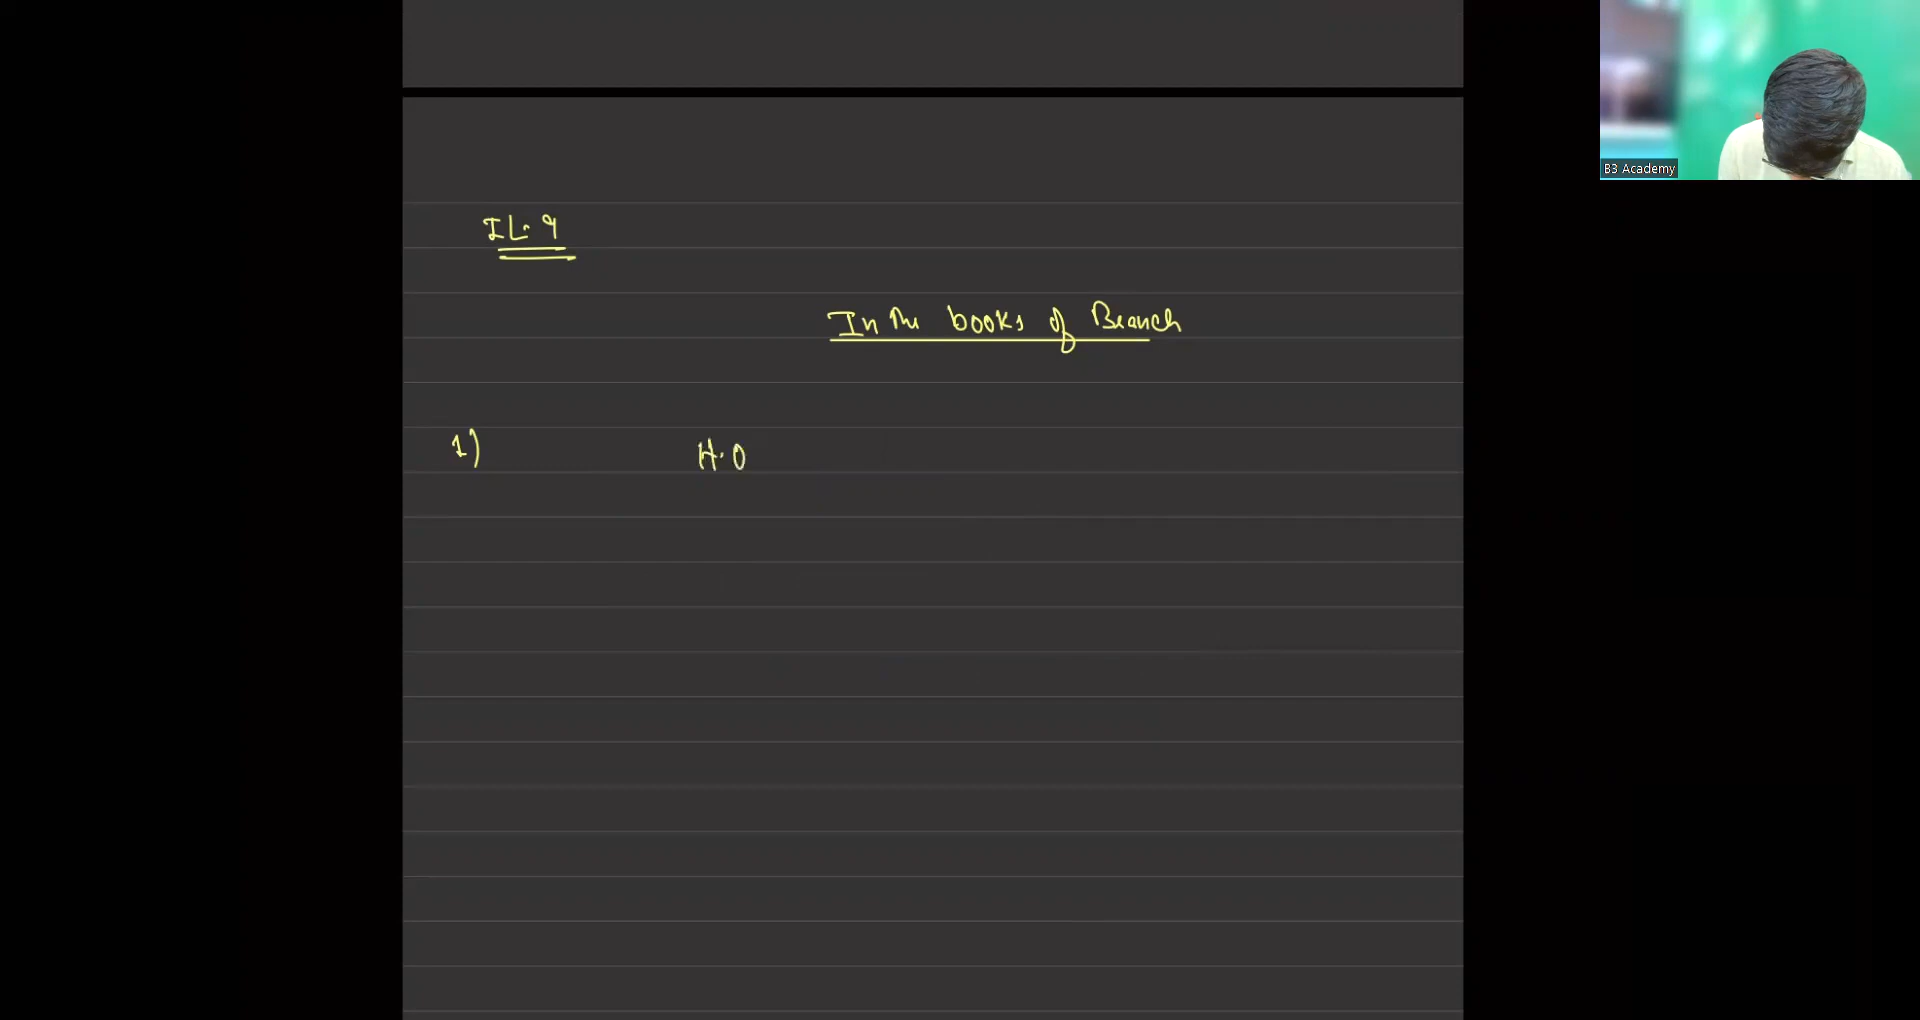 IL. 9
In the books of Branch
1) H.O
B3 Academy